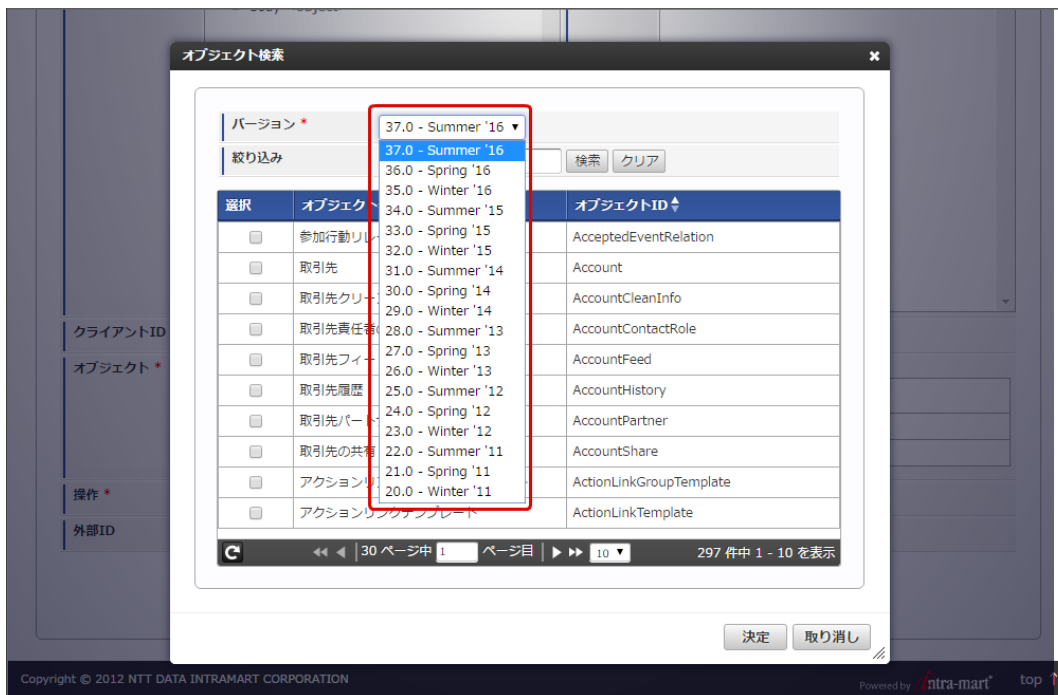 オブジェクト検索
バージョン *
37.0 - Summer '16
絞り込み
検索 クリア
37.0 - Summer '16
36.0 - Spring '16
35.0 - Winter '16
34.0 - Summer '15
33.0 - Spring '15
32.0 - Winter '15
31.0 - Summer '14
30.0 - Spring '14
29.0 - Winter '14
28.0 - Summer '13
27.0 - Spring '13
26.0 - Winter '13
25.0 - Summer '12
24.0 - Spring '12
23.0 - Winter '12
22.0 - Summer '11
21.0 - Spring '11
20.0 - Winter '11
選択 オブジェクト オブジェクトID
参加行動リレ AcceptedEventRelation
取引先 Account
取引先クリー AccountCleanInfo
取引先責任者 AccountContactRole
取引先フィー AccountFeed
取引先履歴 AccountHistory
取引先パート AccountPartner
取引先の共有 AccountShare
アクションリン ActionLinkGroupTemplate
アクションリンクテンプレート ActionLinkTemplate
30 ページ中 1 ページ目 10 297 件中 1 - 10 を表示
決定 取り消し
クライアントID
オブジェクト *
操作 *
外部ID
Copyright © 2012 NTT DATA INTRAMART CORPORATION
Powered by intra-mart
top